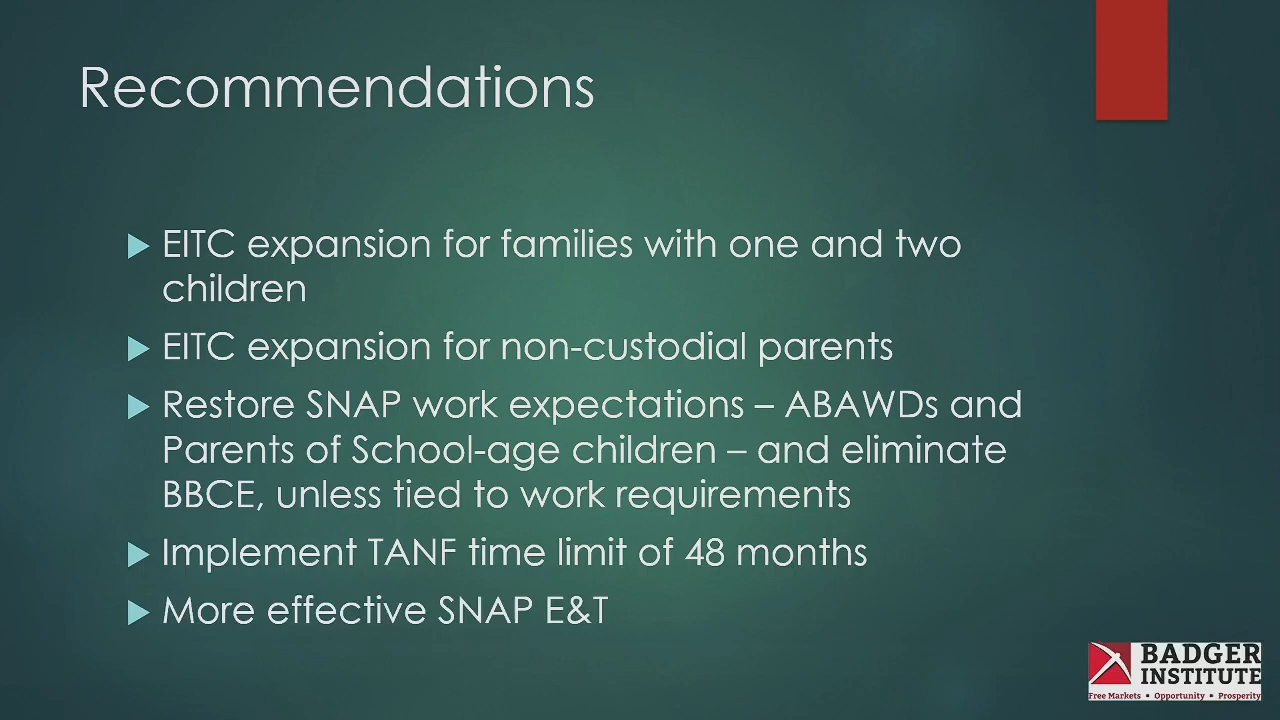 Recommendations
EITC expansion for families with one and two
children
EITC expansion for non-custodial parents
Restore SNAP work expectations – ABAWDs and
Parents of School-age children – and eliminate
BBCE, unless tied to work requirements
Implement TANF time limit of 48 months
More effective SNAP E&T
BADGER
INSTITUTE
Free Markets ▪ Opportunity ▪ Prosperity